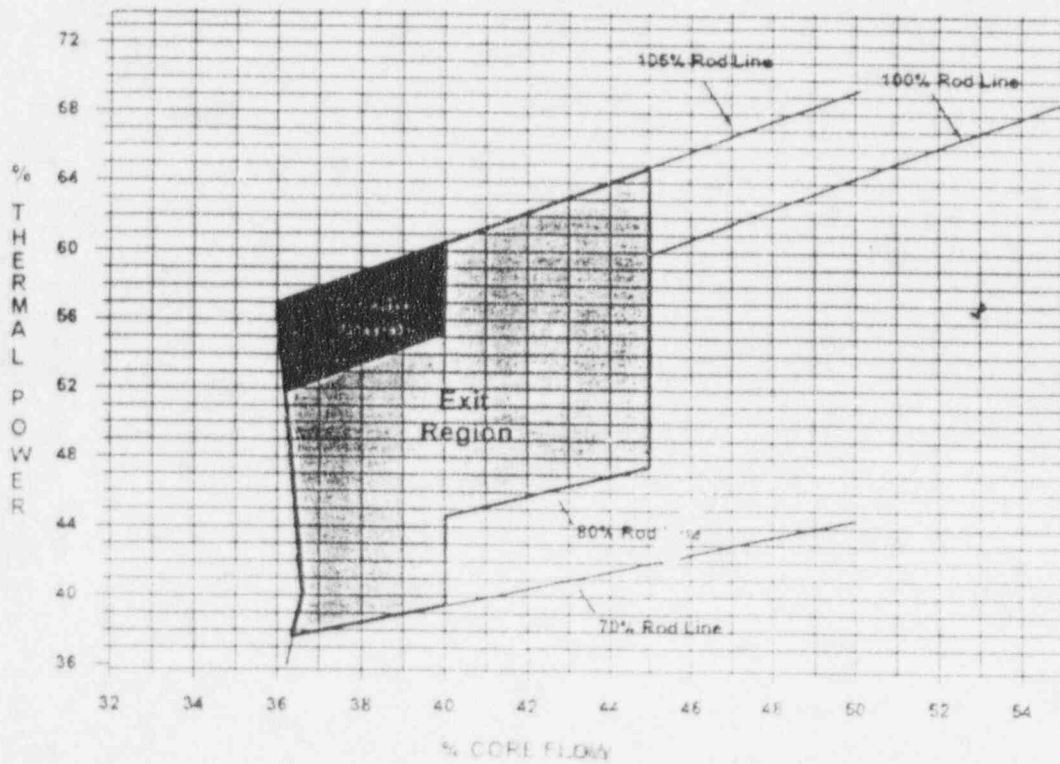 72
68
64
60
56
52
48
44
40
36
% THERMAL POWER
105% Rod Line
100% Rod Line
Exit
Region
80% Rod
70% Rod Line
32 34 36 38 40 42 44 46 48 50 52 54
% CORE FLOW